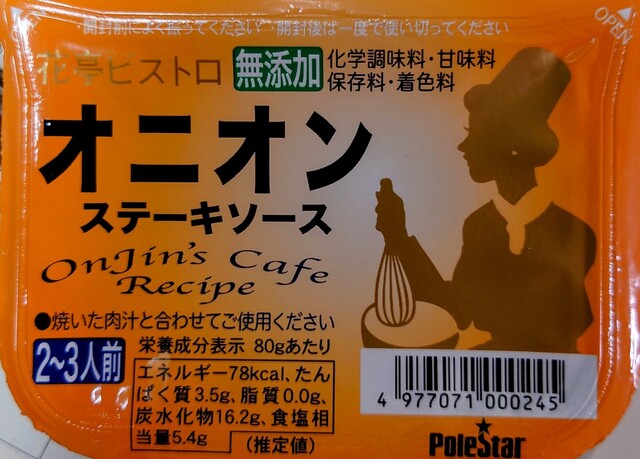 開封前によく振ってください 開封後は一度で使い切ってください
OPEN
花亭ビストロ
無添加
化学調味料・甘味料
保存料・着色料
オニオン
ステーキソース
OnJin's Cafe
Recipe
●焼いた肉汁と合わせてご使用ください
2~3人前
栄養成分表示 80gあたり
エネルギー78kcal、たん
ぱく質3.5g、脂質0.0g、
炭水化物16.2g、食塩相
当量5.4g
(推定値)
4 977071 000245
PoleStar